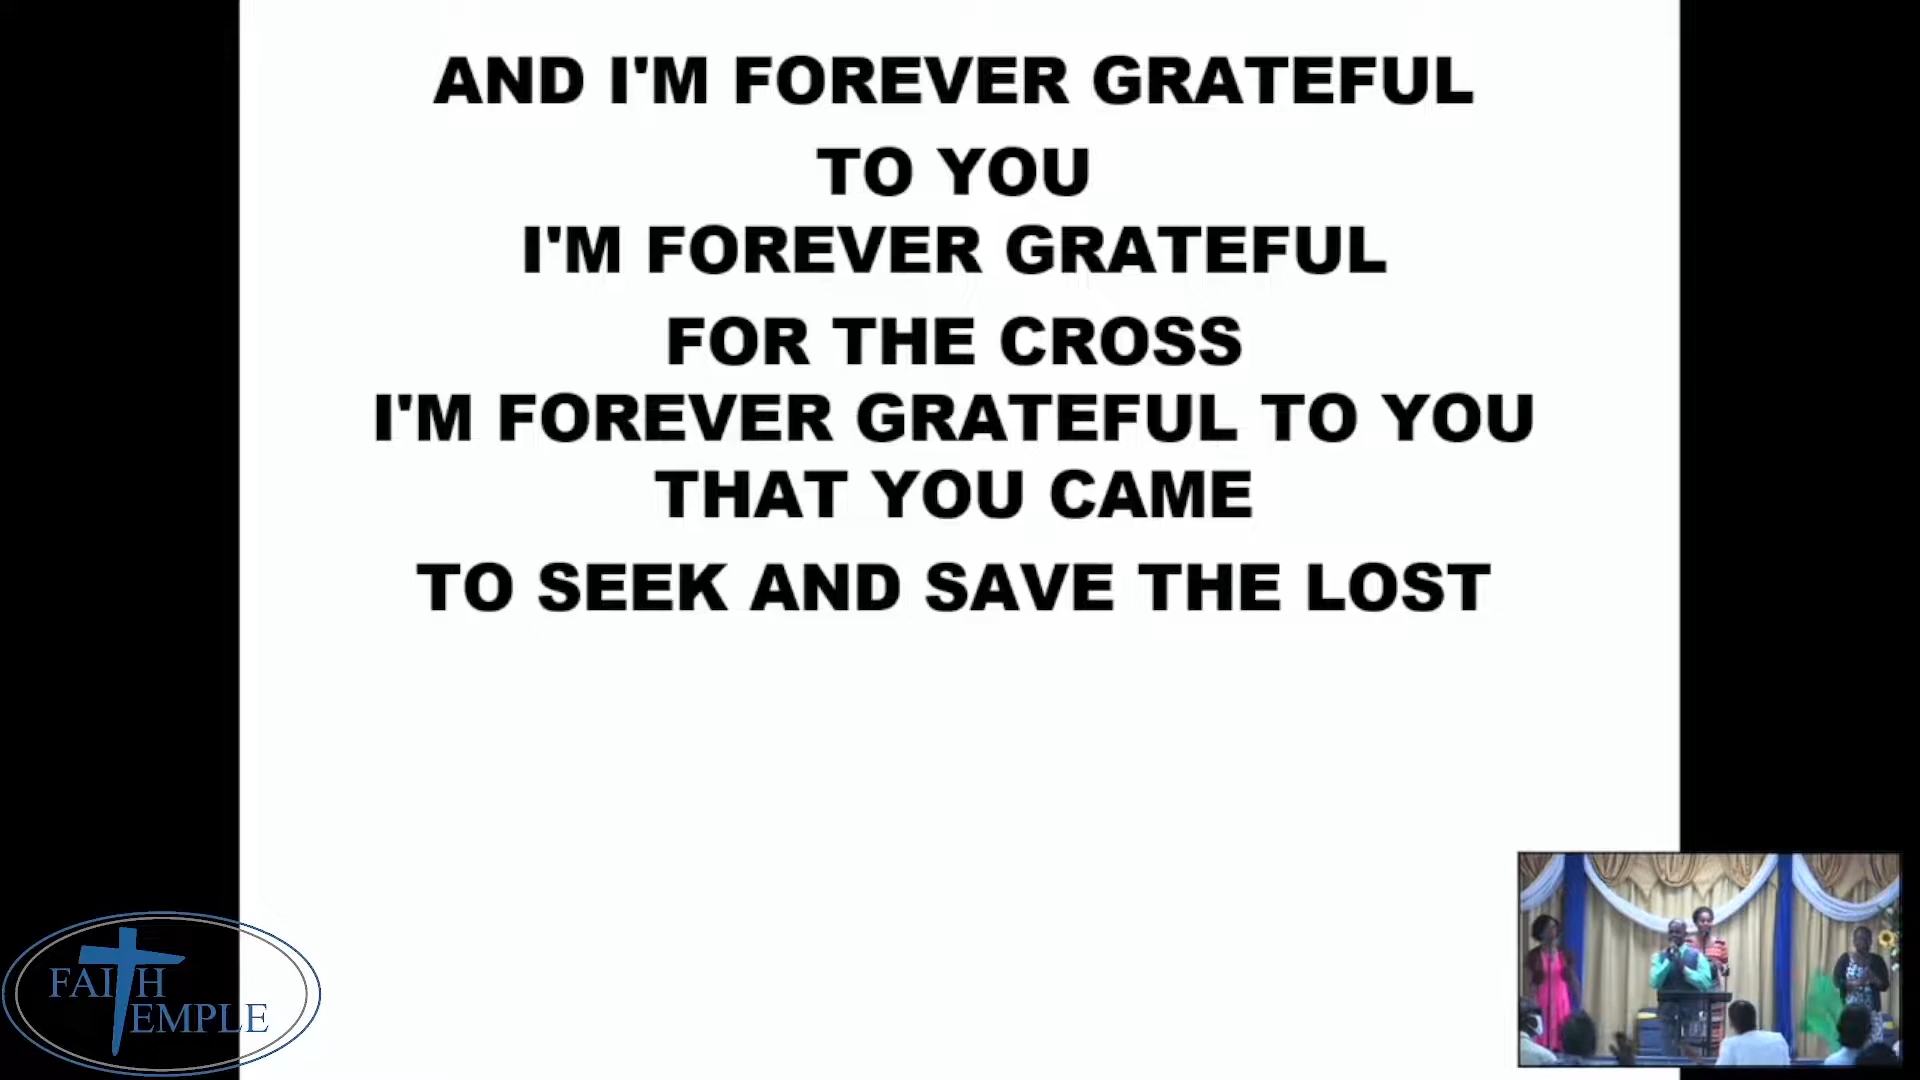 AND I'M FOREVER GRATEFUL
TO YOU
I'M FOREVER GRATEFUL
FOR THE CROSS
I'M FOREVER GRATEFUL TO YOU
THAT YOU CAME
TO SEEK AND SAVE THE LOST
FAITH
TEMPLE